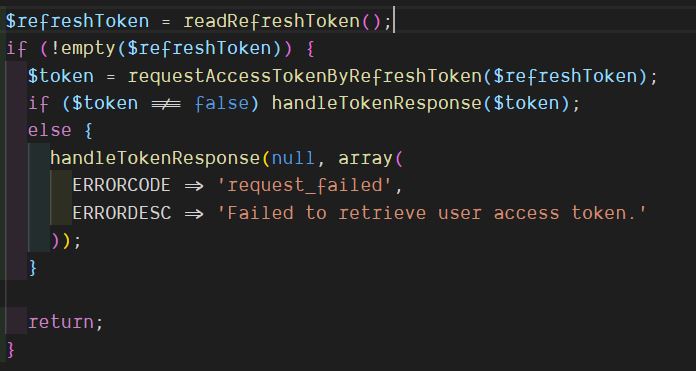 $refreshToken = readRefreshToken();
if (!empty($refreshToken)) {
  $token = requestAccessTokenByRefreshToken($refreshToken);
  if ($token !== false) handleTokenResponse($token);
  else {
    handleTokenResponse(null, array(
      ERRORCODE => 'request_failed',
      ERRORDESC => 'Failed to retrieve user access token.'
    ));
  }

  return;
}